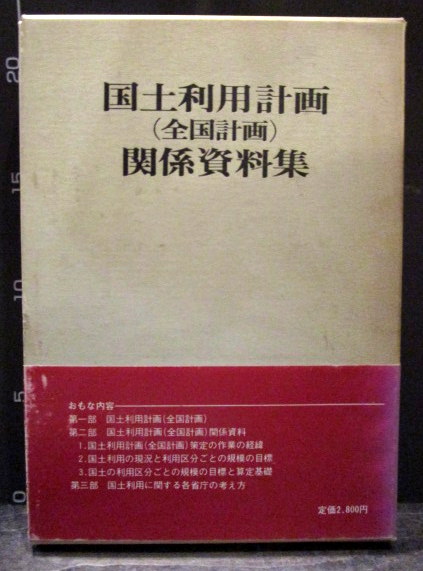 国土利用計画
(全国計画)
関係資料集
おもな内容
第一部 国土利用計画(全国計画)
第二部 国土利用計画(全国計画)関係資料
1.国土利用計画(全国計画)策定の作業の経緯
2.国土利用の現況と利用区分ごとの規模の目標
3.国土の利用区分ごとの規模の目標と算定基礎
第三部 国土利用に関する各省庁の考え方
定価2,800円
20
15
10
5
0